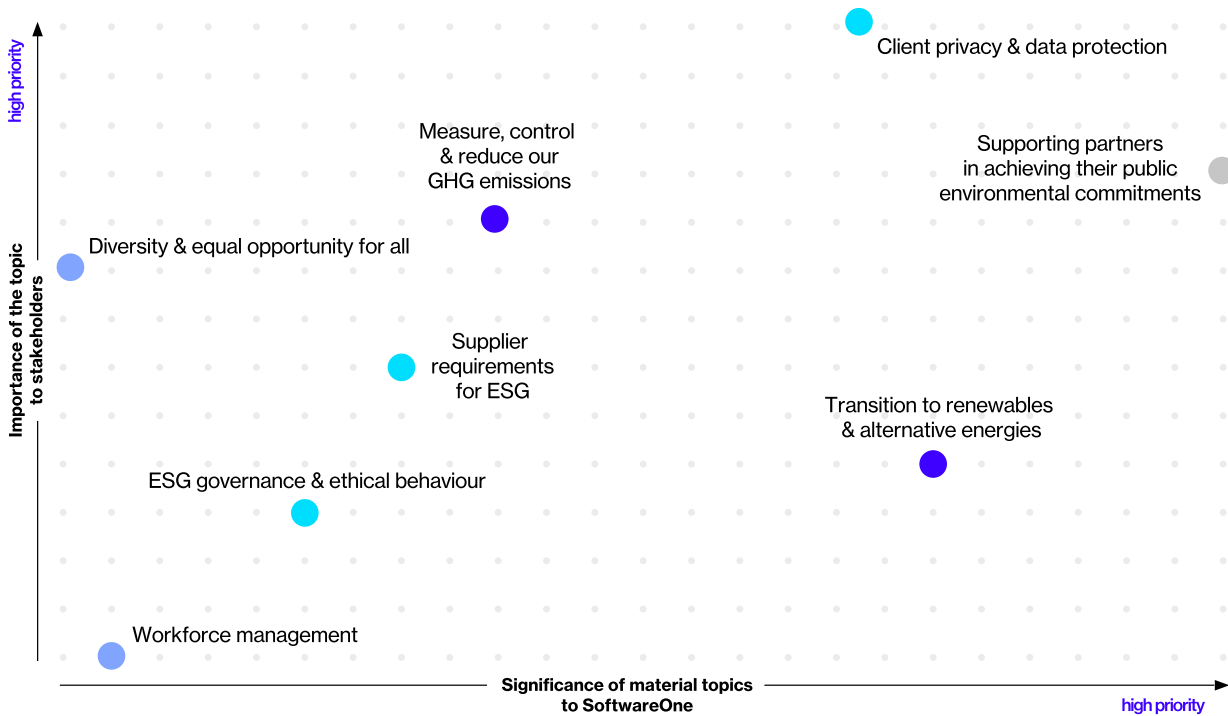 high priority
Importance of the topic
to stakeholders
Client privacy & data protection
Measure, control
& reduce our
GHG emissions
Supporting partners
in achieving their public
environmental commitments
Diversity & equal opportunity for all
Supplier
requirements
for ESG
Transition to renewables
& alternative energies
ESG governance & ethical behaviour
Workforce management
Significance of material topics
to SoftwareOne
high priority